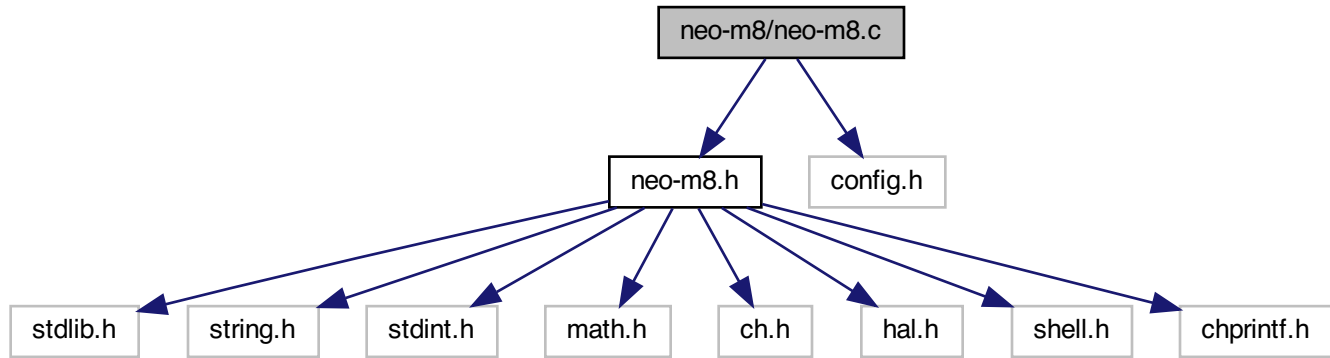 neo-m8/neo-m8.c
neo-m8.h
config.h
stdlib.h
string.h
stdint.h
math.h
ch.h
hal.h
shell.h
chprintf.h